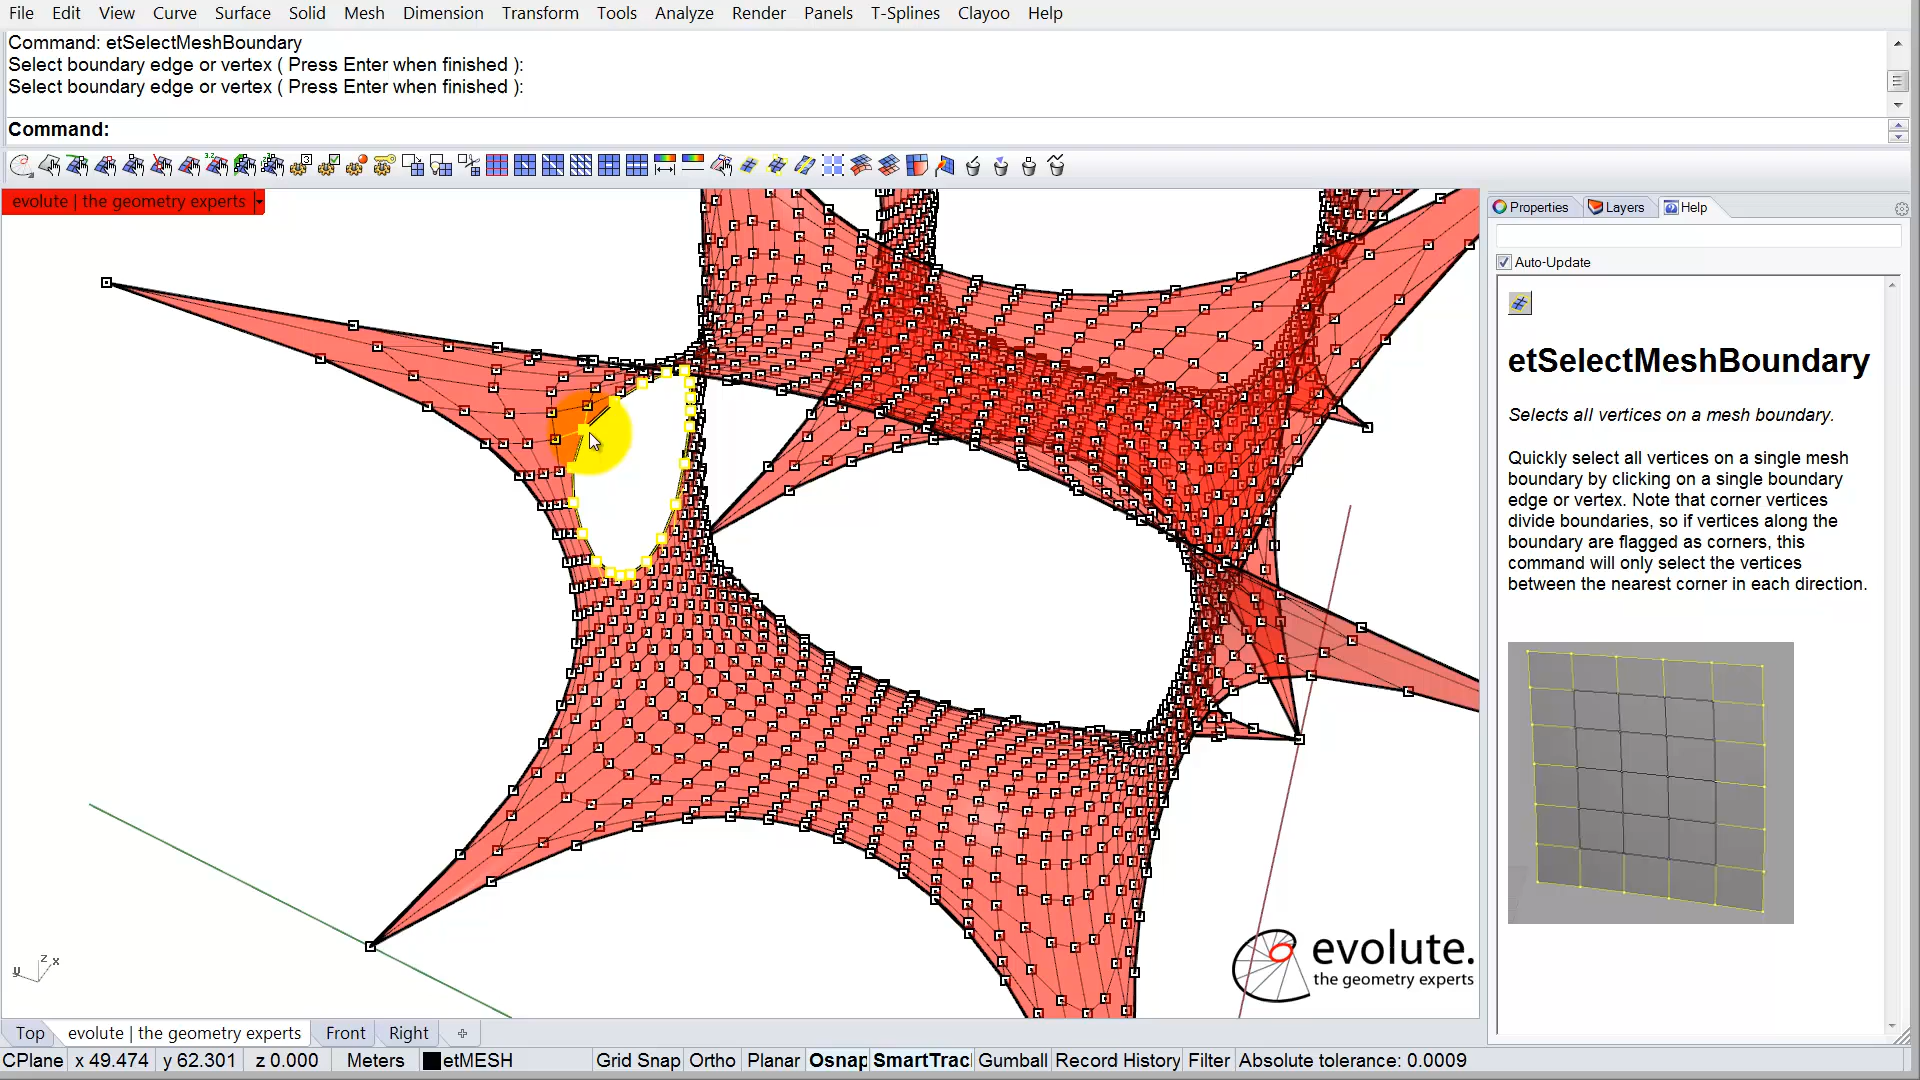 File Edit View Curve Surface Solid Mesh Dimension Transform Tools Analyze Render Panels T-Splines Clayoo Help
Command: etSelectMeshBoundary
Select boundary edge or vertex ( Press Enter when finished ):
Select boundary edge or vertex ( Press Enter when finished ):
Command:
evolute | the geometry experts
Properties Layers Help
Auto-Update
etSelectMeshBoundary
Selects all vertices on a mesh boundary.
Quickly select all vertices on a single mesh
boundary by clicking on a single boundary
edge or vertex. Note that corner vertices
divide boundaries, so if vertices along the
boundary are flagged as corners, this
command will only select the vertices
between the nearest corner in each direction.
evolute.
the geometry experts
z
y x
Top evolute | the geometry experts Front Right
CPlane x 49.474 y 62.301 z 0.000 Meters etMESH Grid Snap Ortho Planar Osnap SmartTrac Gumball Record History Filter Absolute tolerance: 0.0009